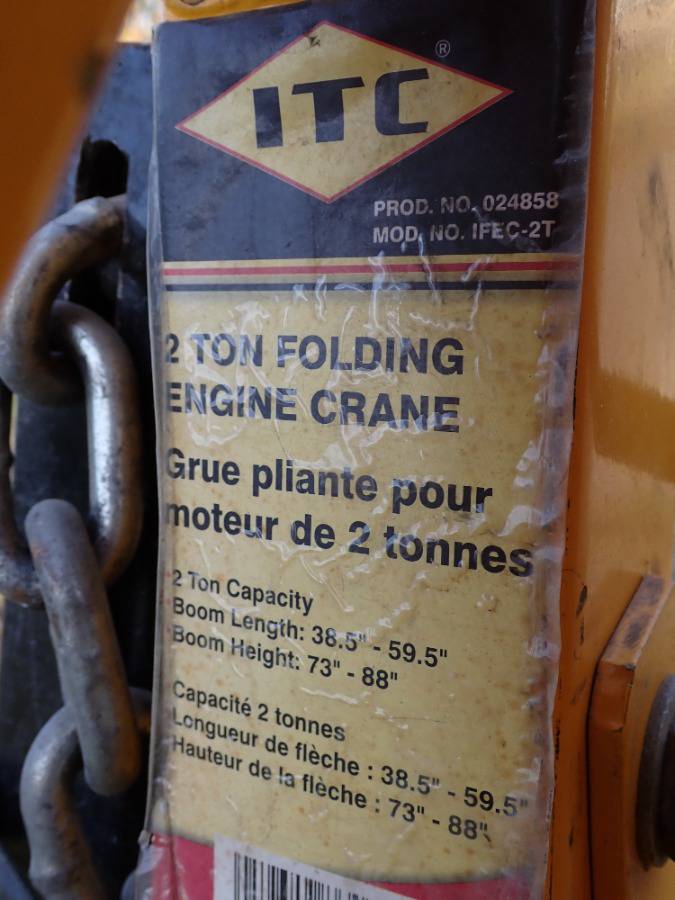 ITC®
PROD. NO. 024858
MOD. NO. IFEC-2T
2 TON FOLDING
ENGINE CRANE
Grue pliante pour
moteur de 2 tonnes
2 Ton Capacity
Boom Length: 38.5" - 59.5"
Boom Height: 73" - 88"
Capacité 2 tonnes
Longueur de flèche : 38.5" - 59.5"
Hauteur de la flèche : 73" - 88"